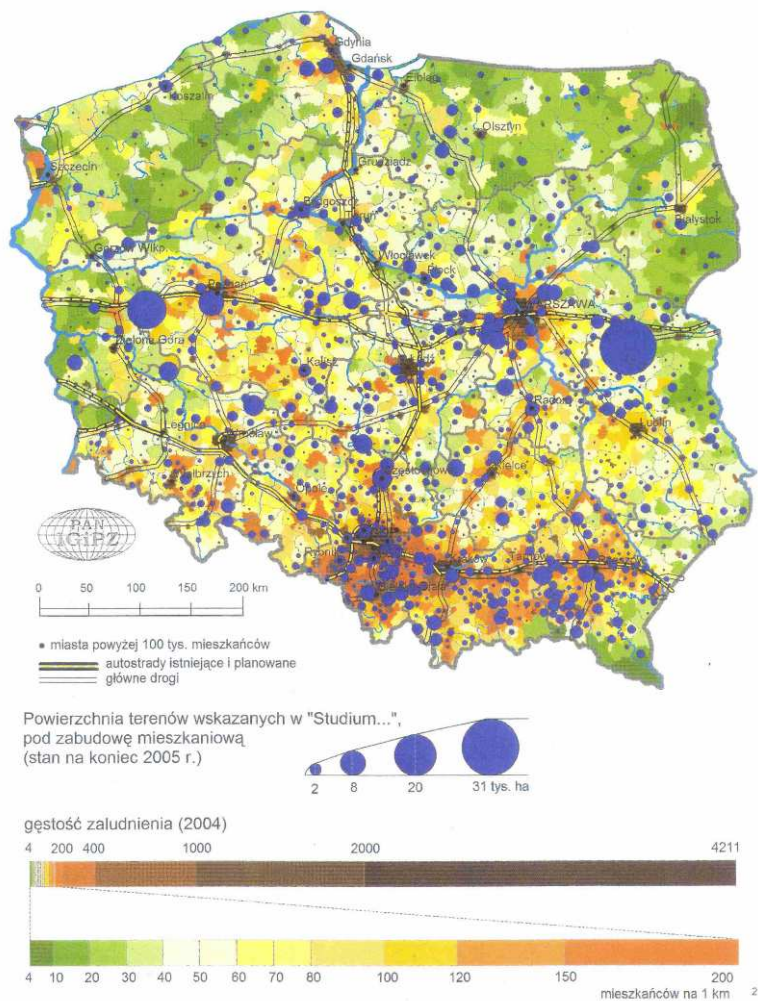 Gdynia
Gdańsk
Elbląg
Koszalin
Olsztyn
Szczecin
Grudziądz
Bydgoszcz
Toruń
Białystok
Gorzów Wlkp.
Włocławek
Płock
Poznań
WARSZAWA
Zielona Góra
Kalisz
Łódź
Radom
Legnica
Wrocław
Lublin
Wałbrzych
Opole
Częstochowa
Kielce
PAN
IGiPZ
Rybnik
Kraków
Tarnów
0 50 100 150 200 km
miasta powyżej 100 tys. mieszkańców
autostrady istniejące i planowane
główne drogi
Powierzchnia terenów wskazanych w "Studium...",
pod zabudowę mieszkaniową
(stan na koniec 2005 r.)
2 8 20 31 tys. ha
gęstość zaludnienia (2004)
4 200 400 1000 2000 4211
4 10 20 30 40 50 60 70 80 100 120 150 200
mieszkańców na 1 km 2